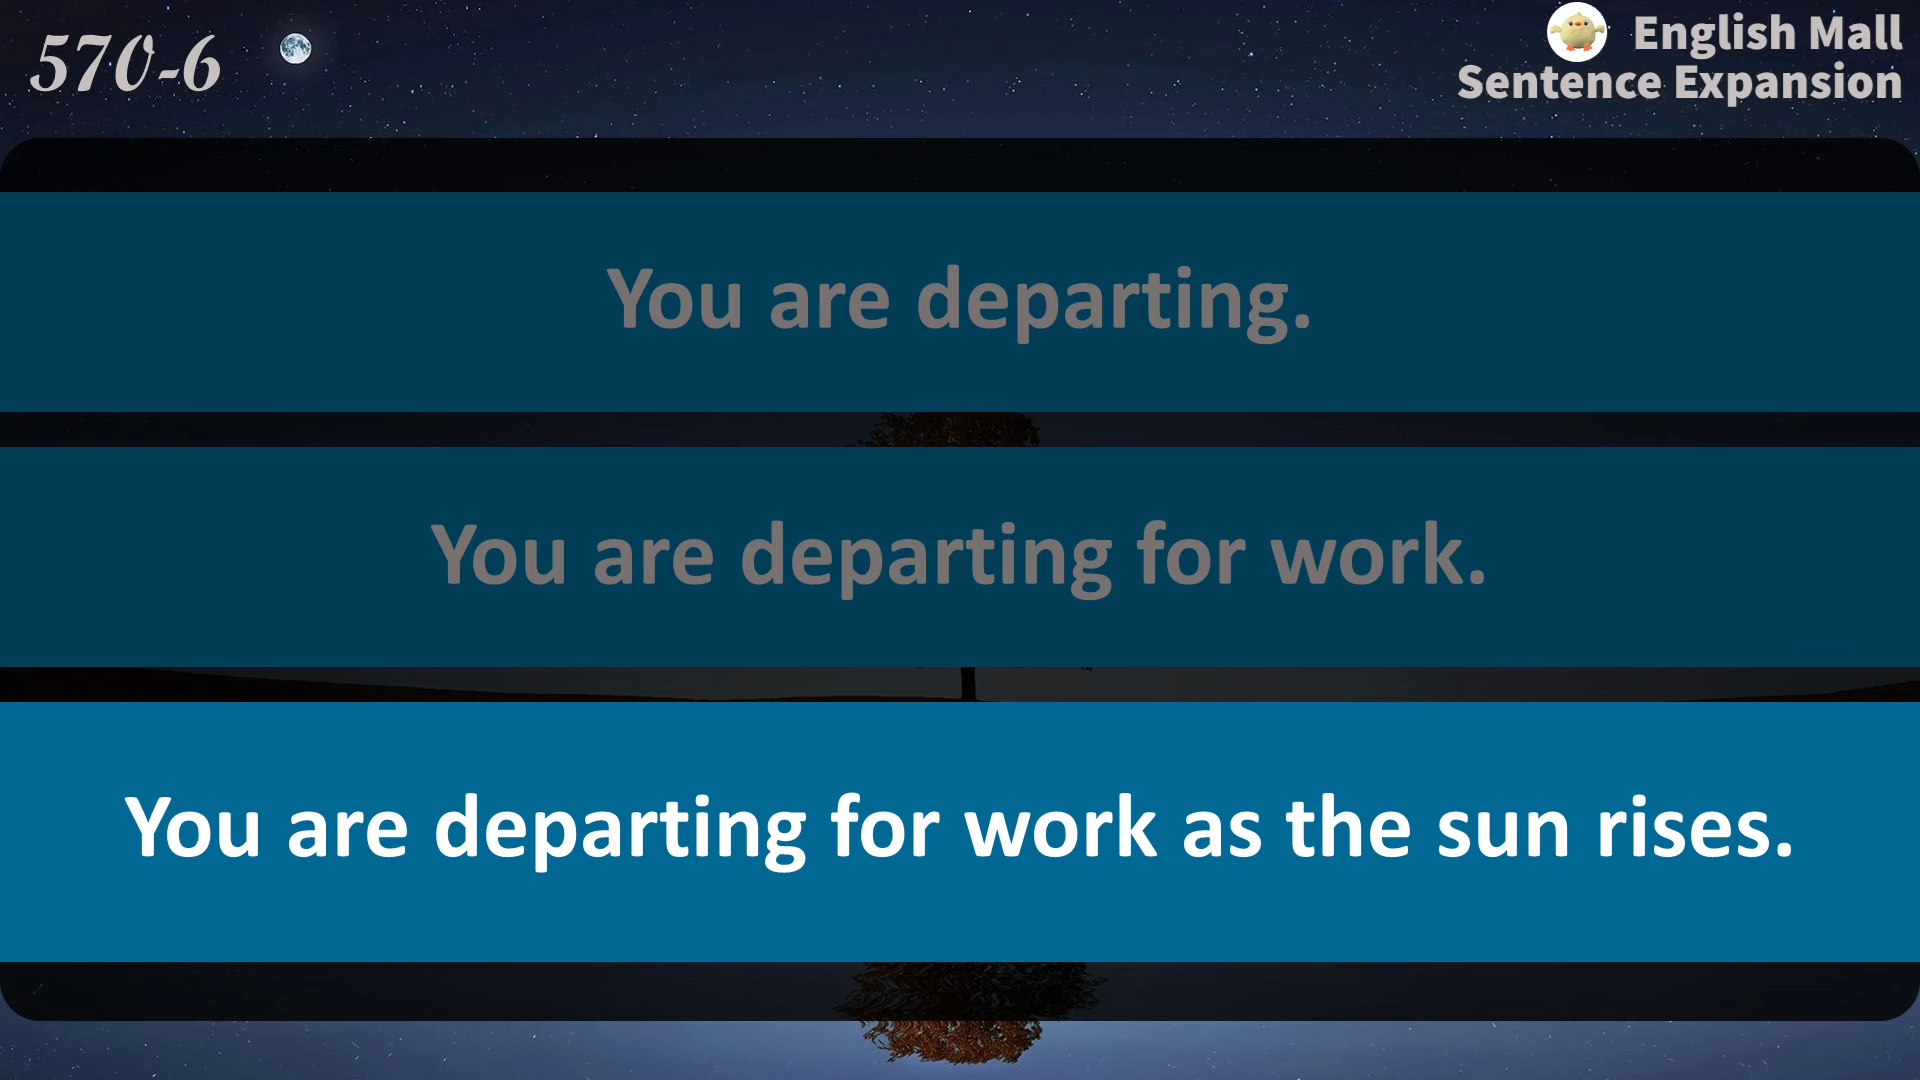 570-6
English Mall
Sentence Expansion
You are departing.
You are departing for work.
You are departing for work as the sun rises.